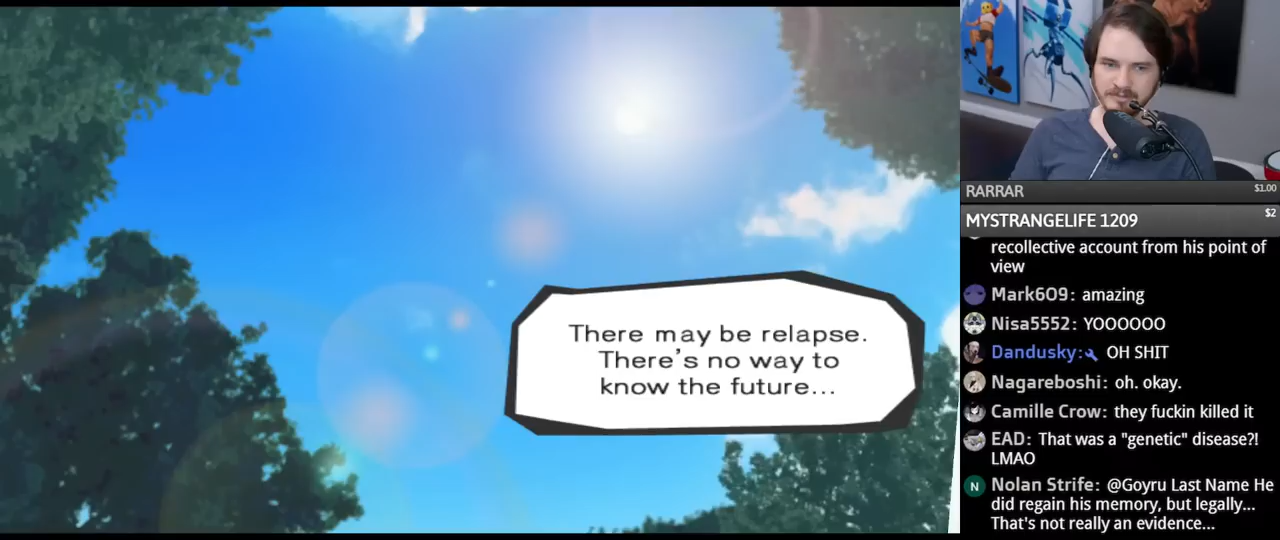 There may be relapse.
There's no way to
know the future...
RARRAR
$1.00
MYSTRANGELIFE 1209
$2
recollective account from his point of
view
Mark6O9: amazing
Nisa5552: YOOOOOO
Dandusky: OH SHIT
Nagareboshi: oh. okay.
Camille Crow: they fuckin killed it
EAD: That was a "genetic" disease?!
LMAO
N
Nolan Strife: @Goyru Last Name He
did regain his memory, but legally...
That's not really an evidence...